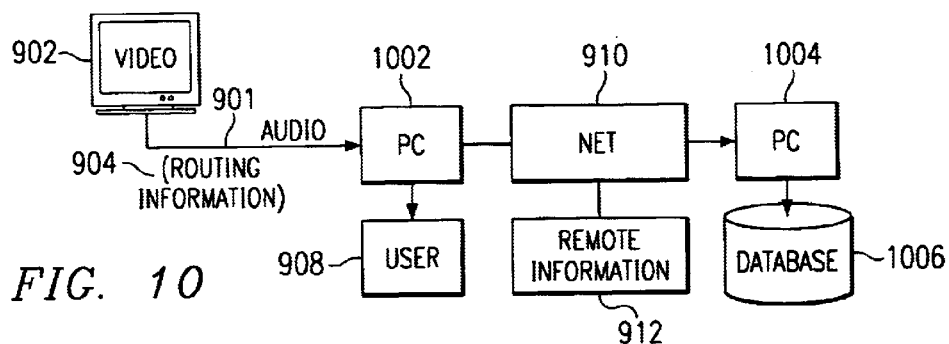 902
VIDEO
901
AUDIO
904
(ROUTING
INFORMATION)
1002
PC
910
NET
1004
PC
908
USER
REMOTE
INFORMATION
912
DATABASE
1006
FIG. 10